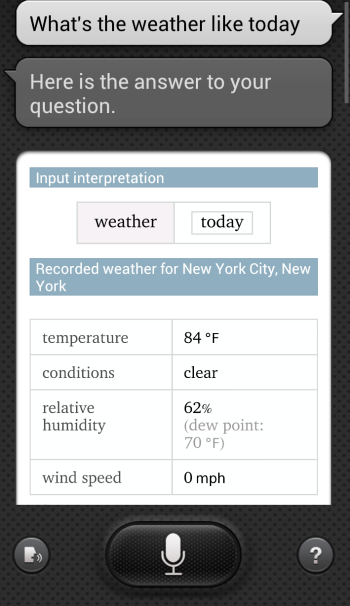 What's the weather like today
Here is the answer to your
question.
Input interpretation
weather today
Recorded weather for New York City, New
York
temperature 84 °F
conditions clear
relative humidity 62% (dew point: 70 °F)
wind speed 0 mph
?